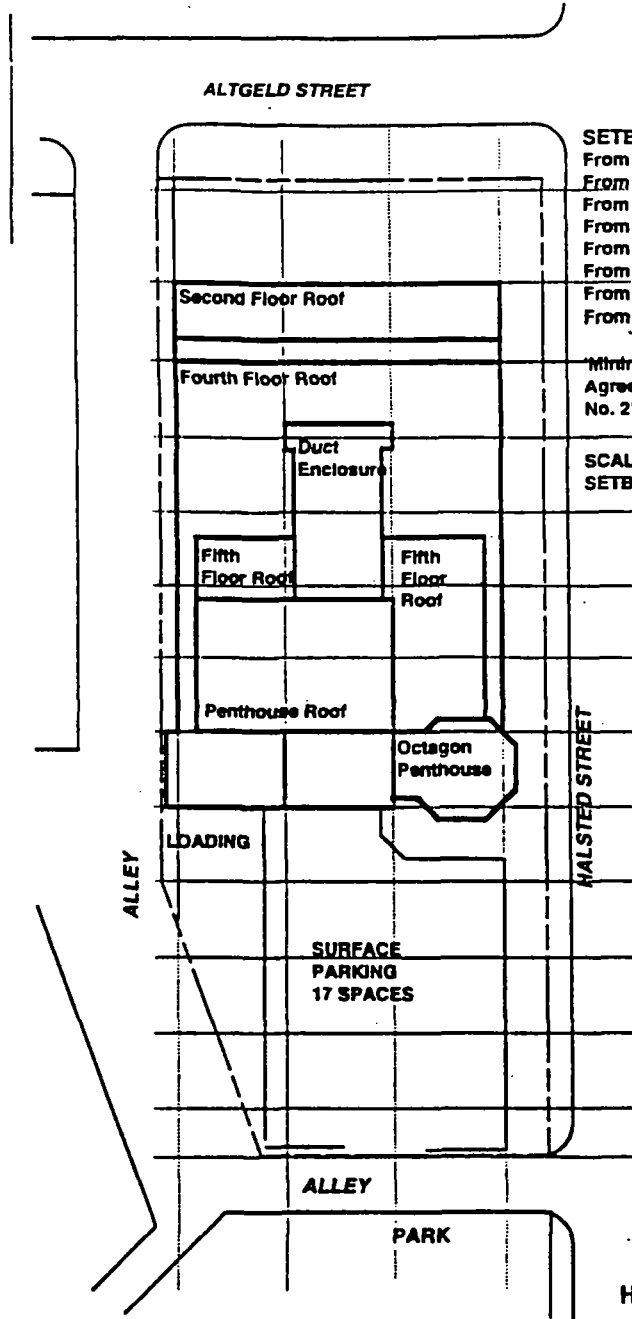 ALTGELD STREET
SETB
From
From
From
From
From
From
From
From
Minin
Agree
No. 2
SCAL
SETB
Second Floor Roof
Fourth Floor Roof
Duct
Enclosure
Fifth
Floor Roof
Fifth
Floor
Roof
Penthouse Roof
Octagon
Penthouse
HALSTED STREET
LOADING
ALLEY
SURFACE
PARKING
17 SPACES
ALLEY
PARK
H